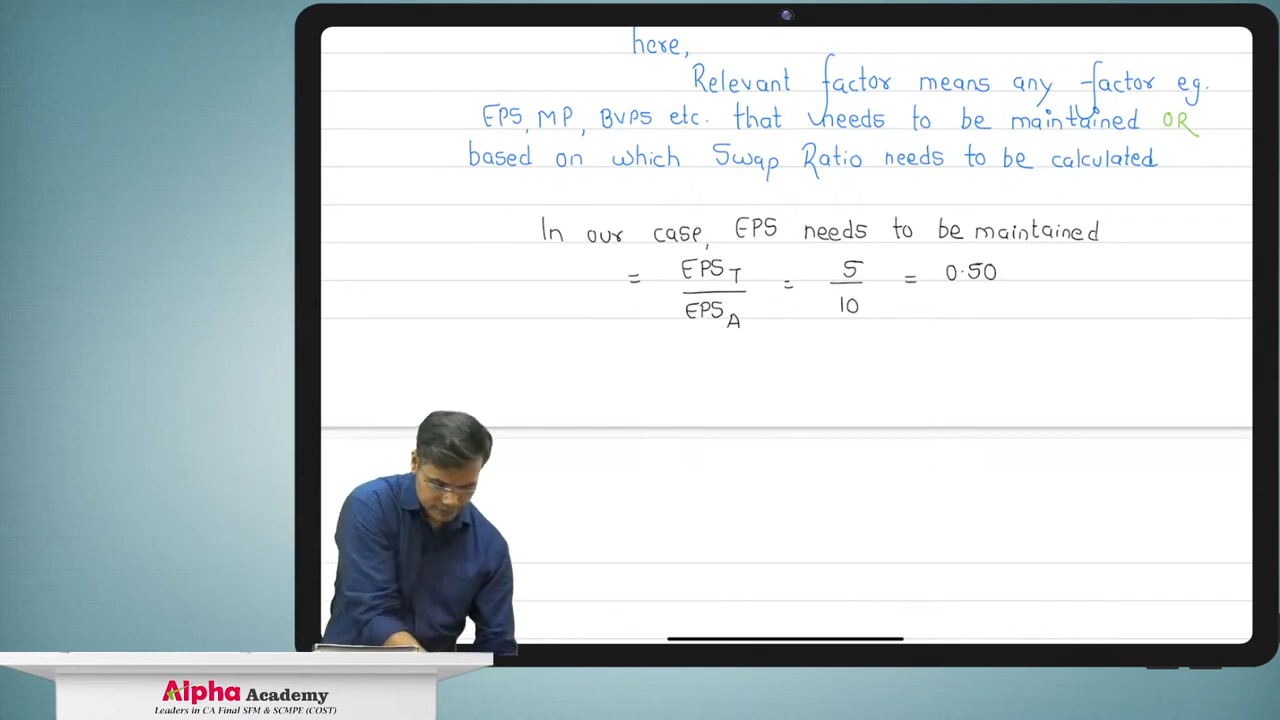 here,
Relevant factor means any factor eg.
EPS, MP, BVPS etc. that needs to be maintained OR
based on which Swap Ratio needs to be calculated
In our case, EPS needs to be maintained
= EPS_T / EPS_A = 5 / 10 = 0.50
Alpha Academy
Leaders in CA Final SFM & SCMPE (COST)